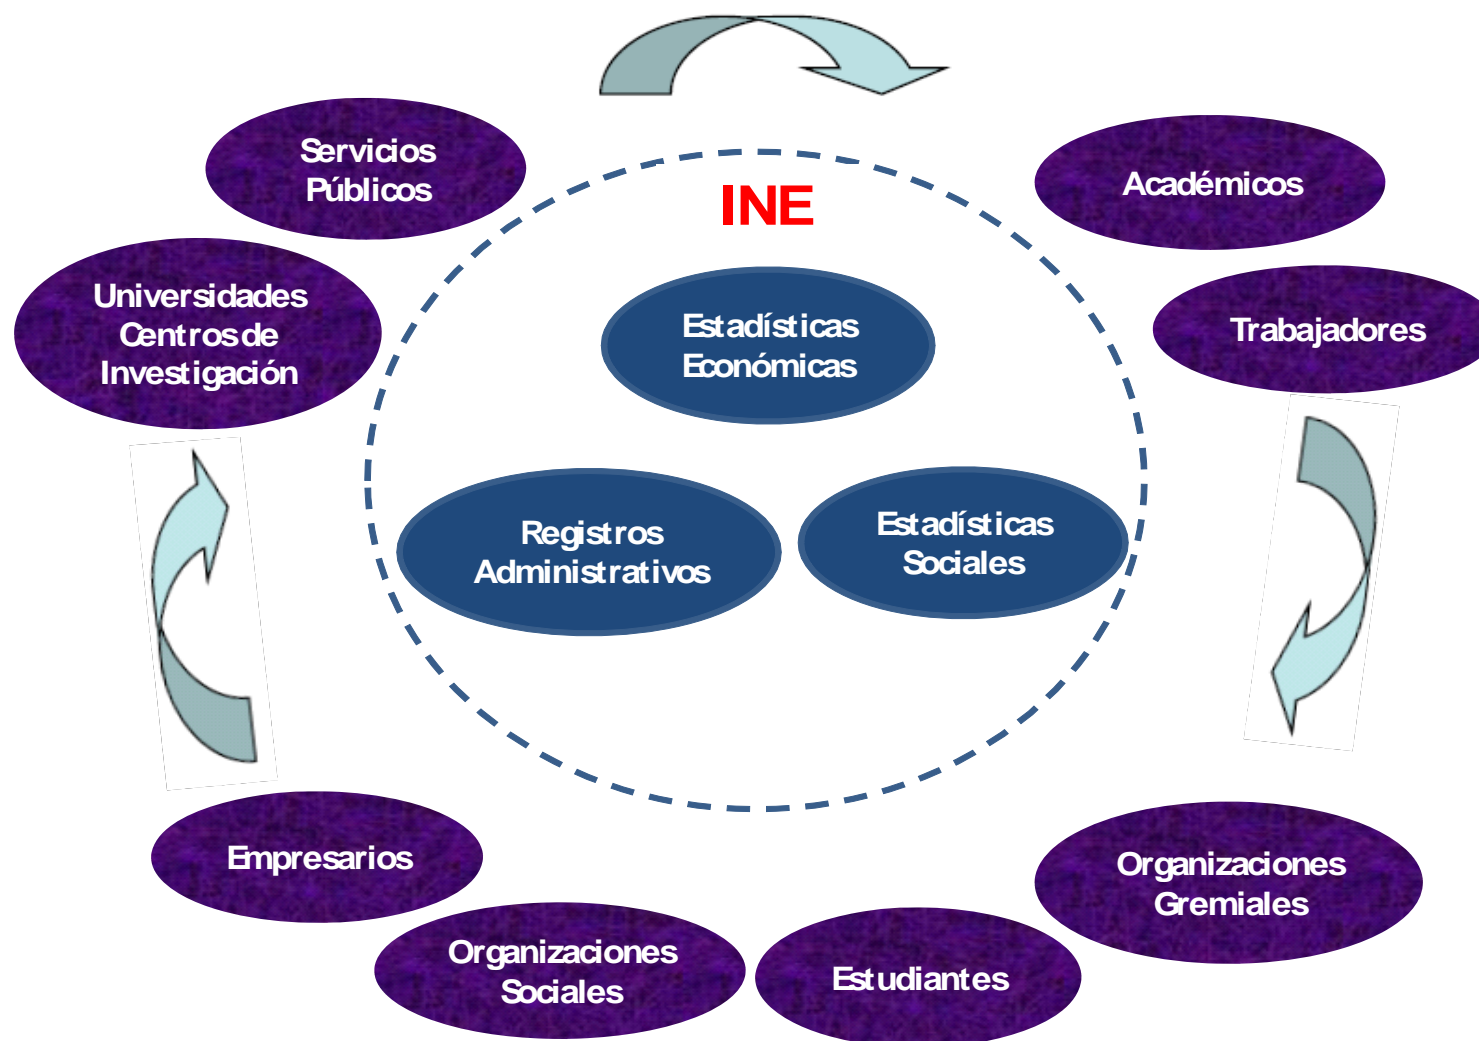 Servicios
Públicos
INE
Académicos
Universidades
Centros de
Investigación
Estadísticas
Económicas
Trabajadores
Registros
Administrativos
Estadísticas
Sociales
Empresarios
Organizaciones
Gremiales
Organizaciones
Sociales
Estudiantes